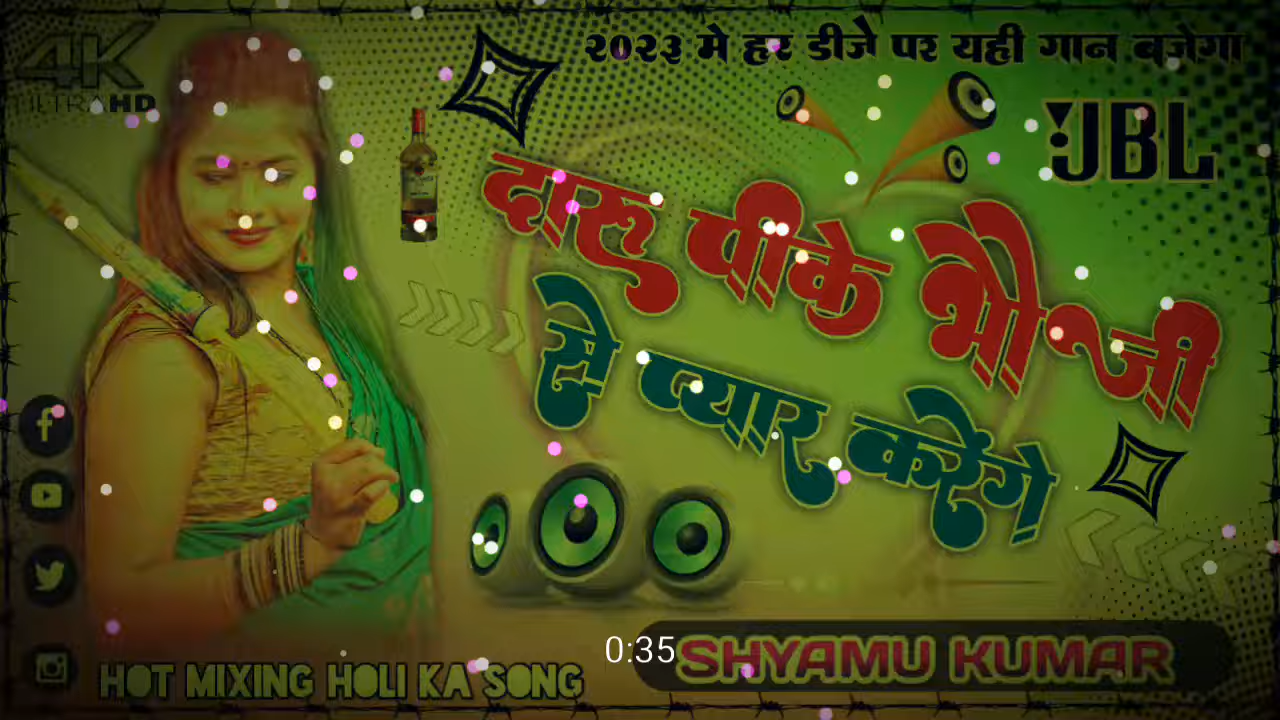 4K
ULTRA HD
२०२३ मे हर डीजे पर यही गान बजेगा
JBL
दारू पीके भौजी
से प्यार करेंगे
0:35
SHYAMU KUMAR
HOT MIXING HOLI KA SONG